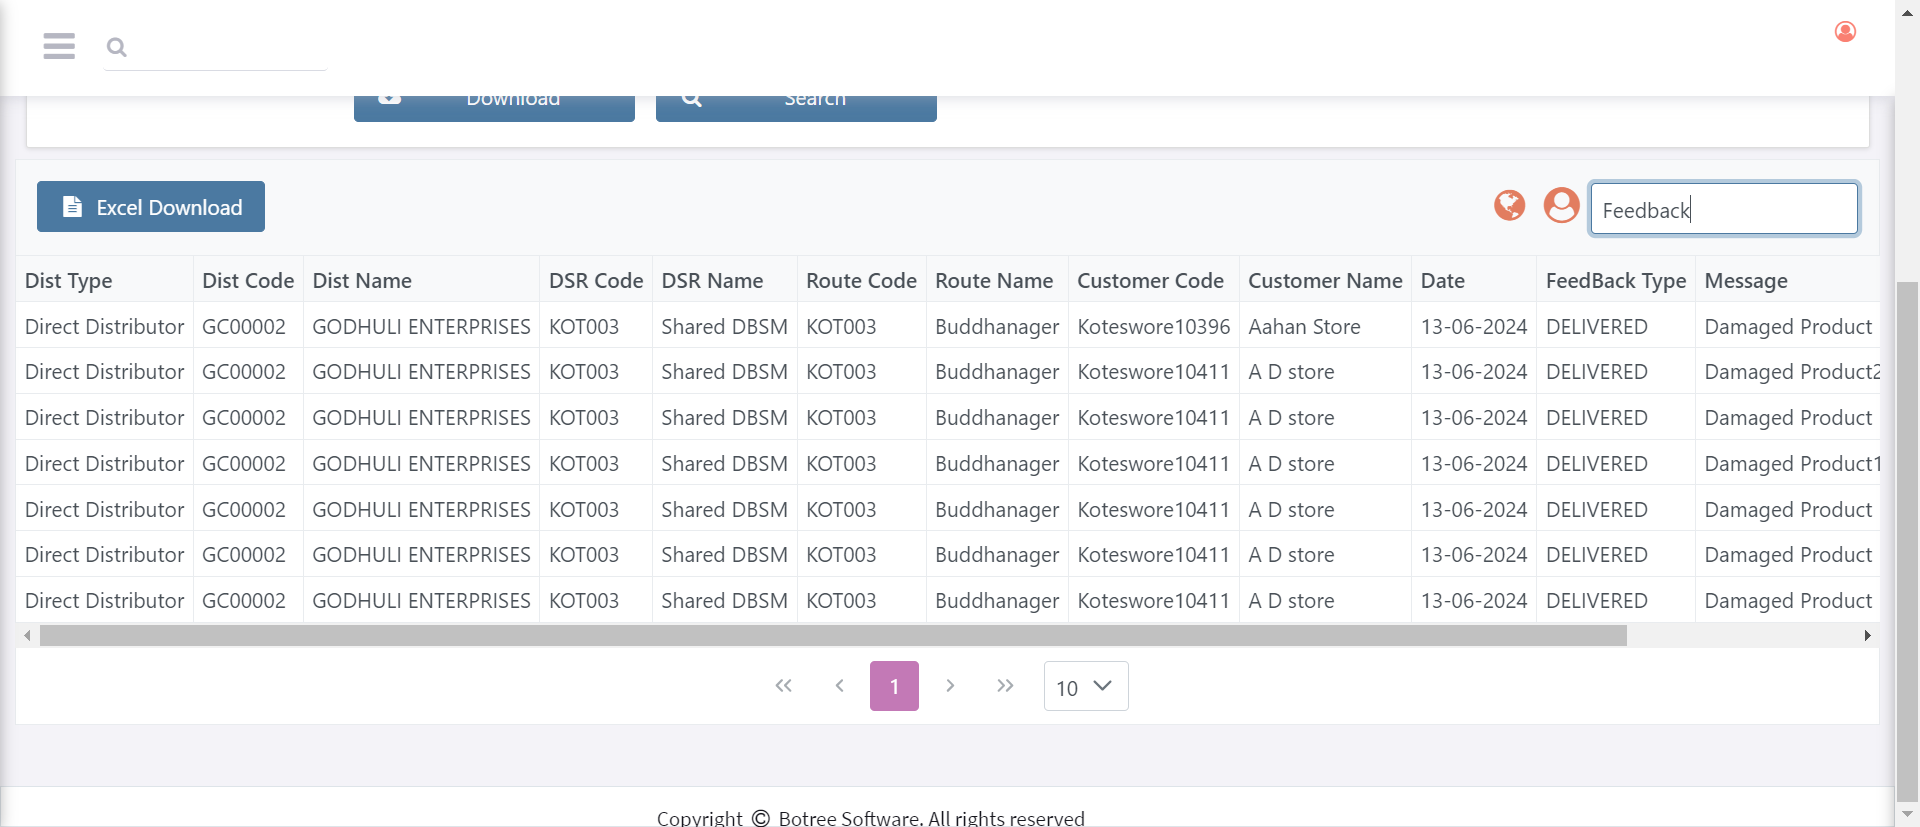 Download Search
Excel Download Feedback
Dist Type Dist Code Dist Name DSR Code DSR Name Route Code Route Name Customer Code Customer Name Date FeedBack Type Message
Direct Distributor GC00002 GODHULI ENTERPRISES KOT003 Shared DBSM KOT003 Buddhanager Koteswore10396 Aahan Store 13-06-2024 DELIVERED Damaged Product
Direct Distributor GC00002 GODHULI ENTERPRISES KOT003 Shared DBSM KOT003 Buddhanager Koteswore10411 A D store 13-06-2024 DELIVERED Damaged Product2
Direct Distributor GC00002 GODHULI ENTERPRISES KOT003 Shared DBSM KOT003 Buddhanager Koteswore10411 A D store 13-06-2024 DELIVERED Damaged Product
Direct Distributor GC00002 GODHULI ENTERPRISES KOT003 Shared DBSM KOT003 Buddhanager Koteswore10411 A D store 13-06-2024 DELIVERED Damaged Product1
Direct Distributor GC00002 GODHULI ENTERPRISES KOT003 Shared DBSM KOT003 Buddhanager Koteswore10411 A D store 13-06-2024 DELIVERED Damaged Product
Direct Distributor GC00002 GODHULI ENTERPRISES KOT003 Shared DBSM KOT003 Buddhanager Koteswore10411 A D store 13-06-2024 DELIVERED Damaged Product
Direct Distributor GC00002 GODHULI ENTERPRISES KOT003 Shared DBSM KOT003 Buddhanager Koteswore10411 A D store 13-06-2024 DELIVERED Damaged Product
1 10
Copyright © Botree Software. All rights reserved